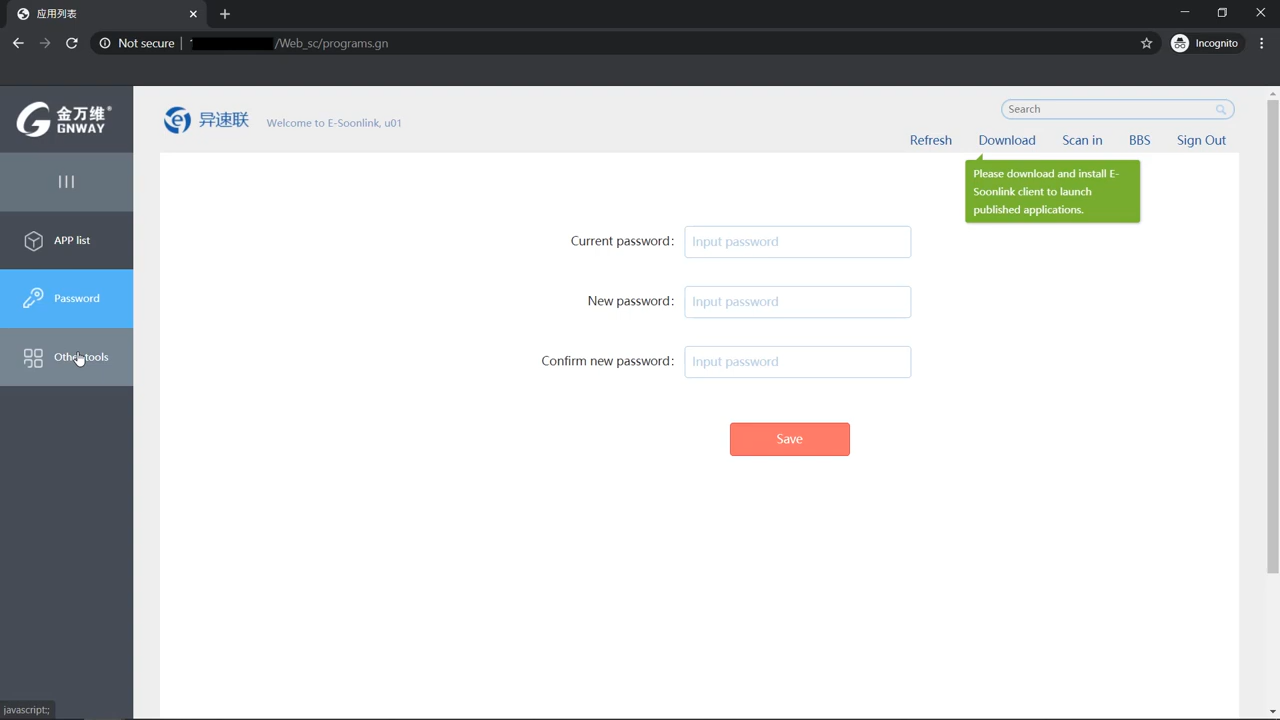 应用列表
Not secure
/Web_sc/programs.gn
Incognito
金万维
GNWAY
异速联
Welcome to E-Soonlink, u01
Search
Refresh
Download
Scan in
BBS
Sign Out
Please download and install E-
Soonlink client to launch
published applications.
APP list
Password
Other tools
Current password:
Input password
New password:
Input password
Confirm new password:
Input password
Save
javascript:;